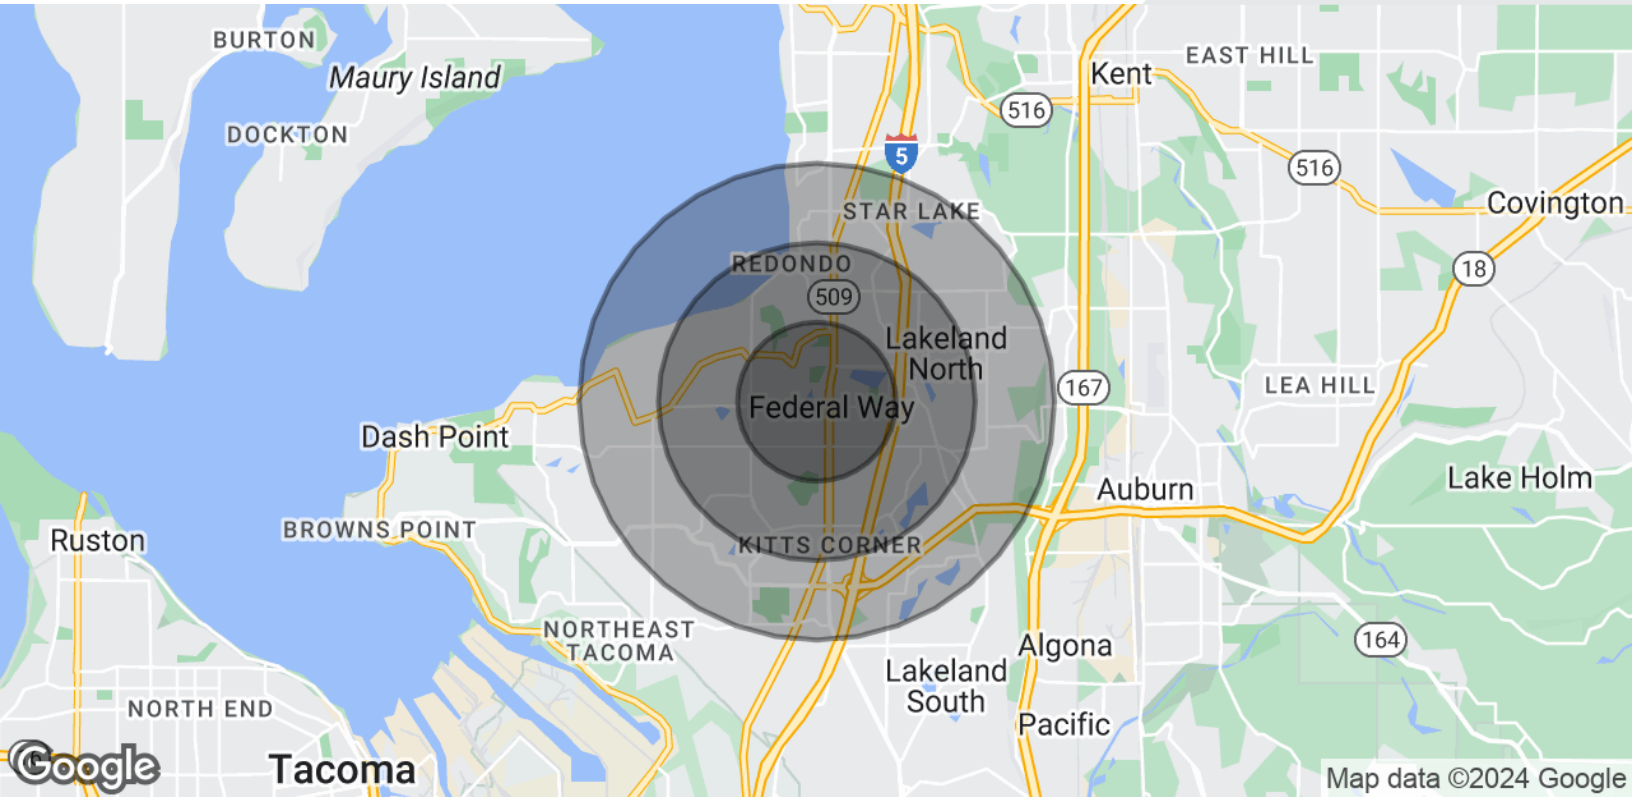 BURTON
Maury Island
DOCKTON
EAST HILL
Kent
516
5
516
STAR LAKE
Covington
REDONDO
18
509
Lakeland
North
167
LEA HILL
Federal Way
Dash Point
Lake Holm
Auburn
BROWNS POINT
Ruston
KITTS CORNER
NORTHEAST
TACOMA
164
Algona
Lakeland
South
NORTH END
Pacific
Google
Tacoma
Map data ©2024 Google